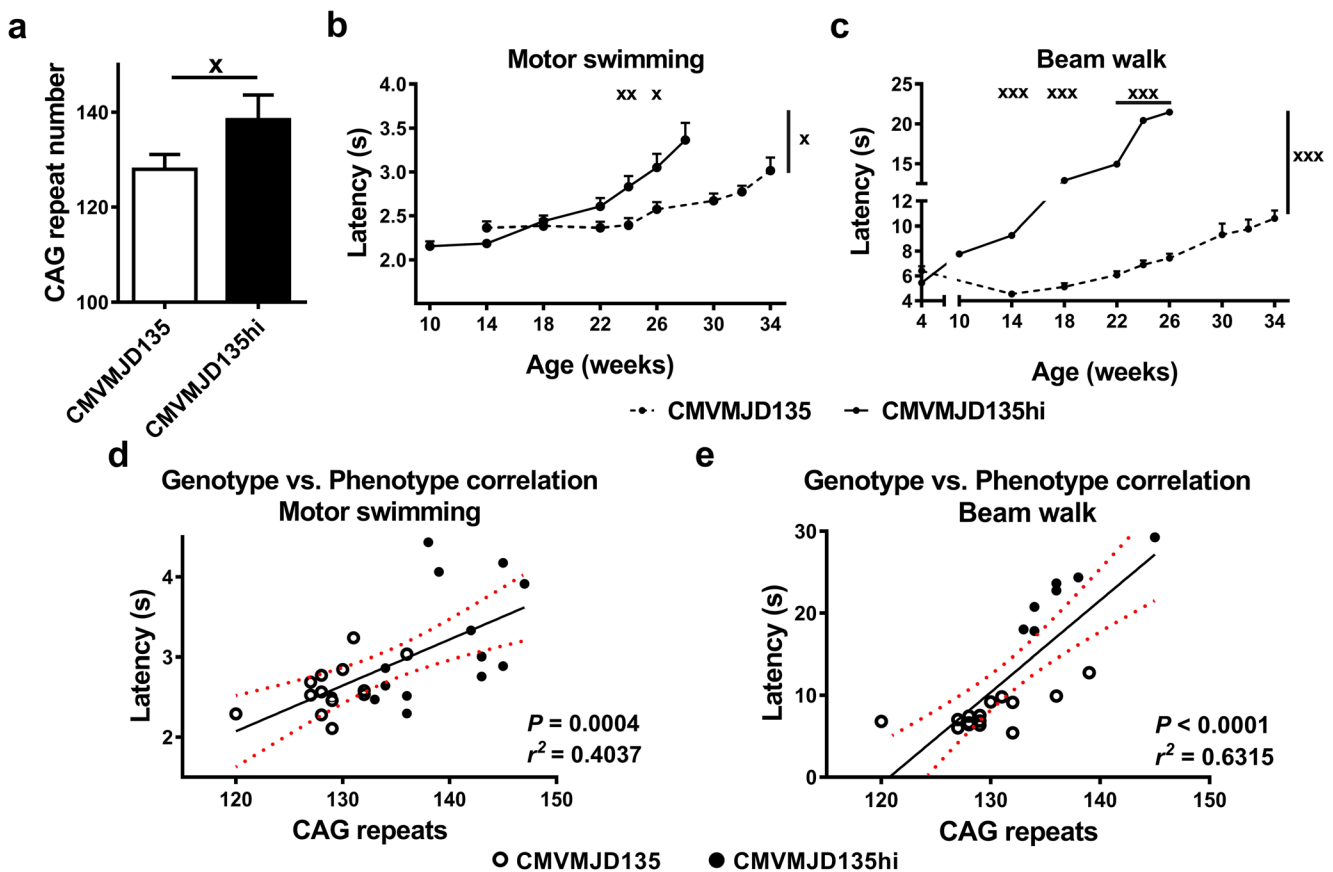 a
CAG repeat number
140
120
100
x
CMVMJD135
CMVMJD135hi
b
Motor swimming
Latency (s)
4.0
3.5
3.0
2.5
2.0
xx x
x
10 14 18 22 26 30 34
Age (weeks)
c
Beam walk
Latency (s)
25
20
15
12
10
8
6
4
xxx xxx xxx
xxx
4 10 14 18 22 26 30 34
Age (weeks)
CMVMJD135 CMVMJD135hi
d
Genotype vs. Phenotype correlation
Motor swimming
Latency (s)
4
3
2
P = 0.0004
r² = 0.4037
120 130 140 150
CAG repeats
e
Genotype vs. Phenotype correlation
Beam walk
Latency (s)
30
20
10
0
P < 0.0001
r² = 0.6315
120 130 140 150
CAG repeats
CMVMJD135 CMVMJD135hi